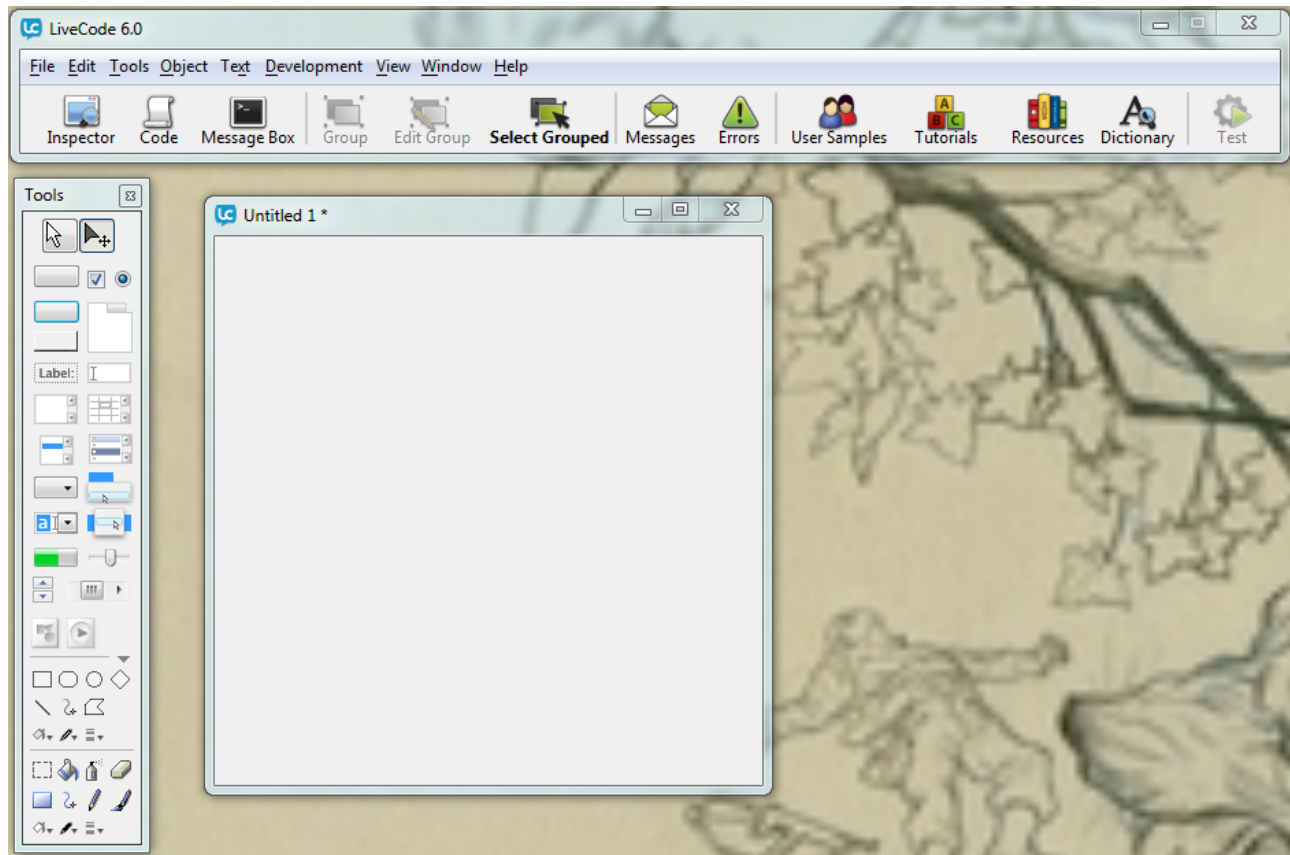 LiveCode 6.0
File Edit Tools Object Text Development View Window Help
Inspector Code Message Box Group Edit Group Select Grouped Messages Errors User Samples Tutorials Resources Dictionary Test
Tools
Untitled 1 *
Label:
a